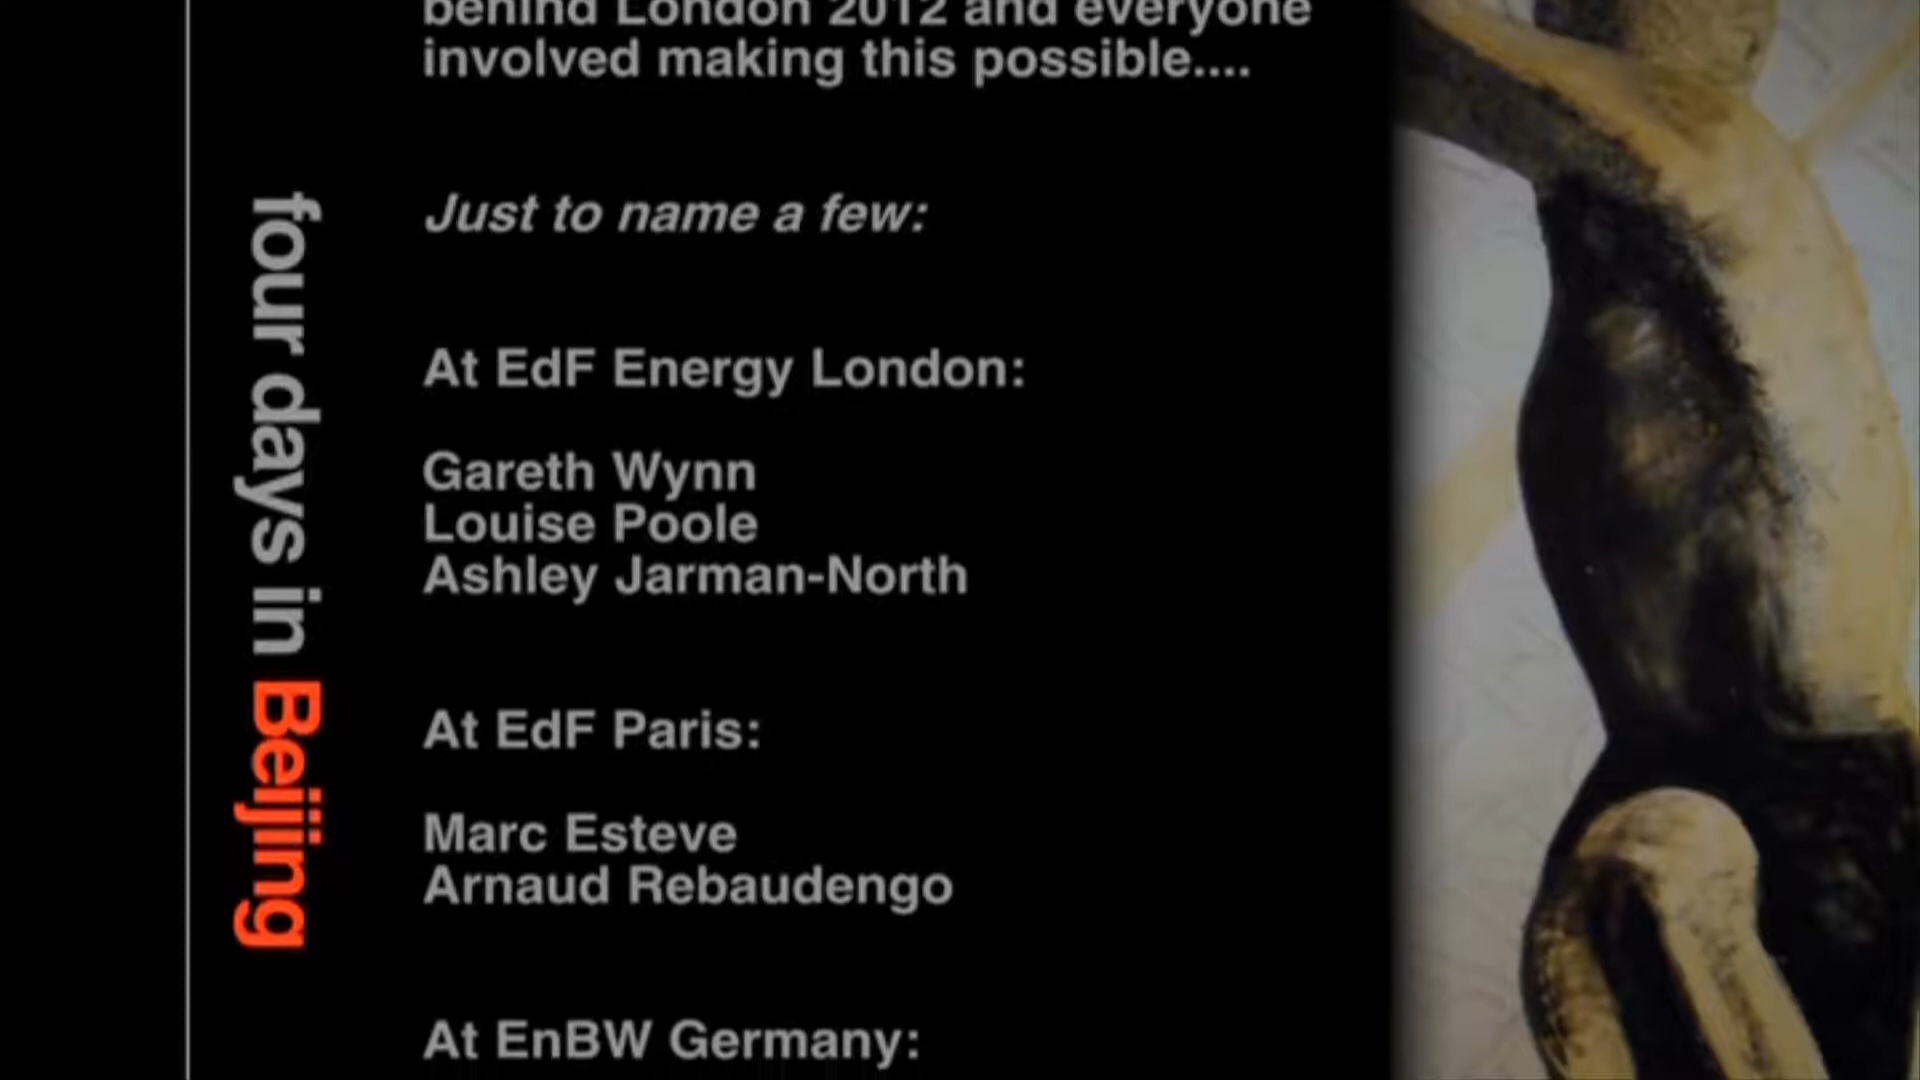 behind London 2012 and everyone
involved making this possible....
Just to name a few:
At EdF Energy London:
Gareth Wynn
Louise Poole
Ashley Jarman-North
At EdF Paris:
Marc Esteve
Arnaud Rebaudengo
At EnBW Germany:
four days in Beijing